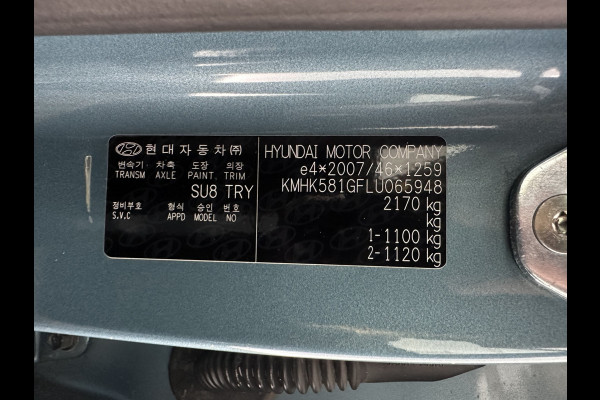 현대자동차㈜
변속기 차축 도장 의장
TRANSM AXLE PAINT. TRIM
SU8 TRY
정비부호 형식 승인 번호
S.V.C APPD MODEL NO
HYUNDAI MOTOR COMPANY
e4*2007/46*1259
KMHK581GFLU065948
2170 kg
kg
1-1100 kg
2-1120 kg